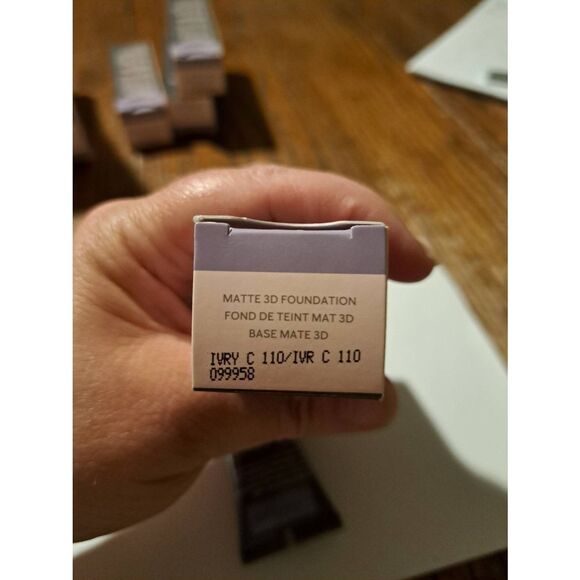 MATTE 3D FOUNDATION
FOND DE TEINT MAT 3D
BASE MATE 3D
IVRY C 110/IVR C 110
099958